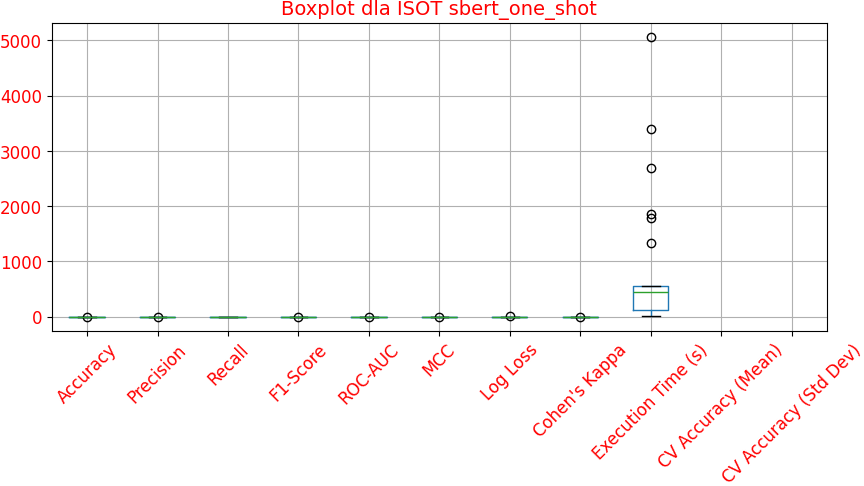 Boxplot dla ISOT sbert_one_shot
5000
4000
3000
2000
1000
0
Accuracy
Precision
Recall
F1-Score
ROC-AUC
MCC
Log Loss
Cohen's Kappa
Execution Time (s)
CV Accuracy (Mean)
CV Accuracy (Std Dev)